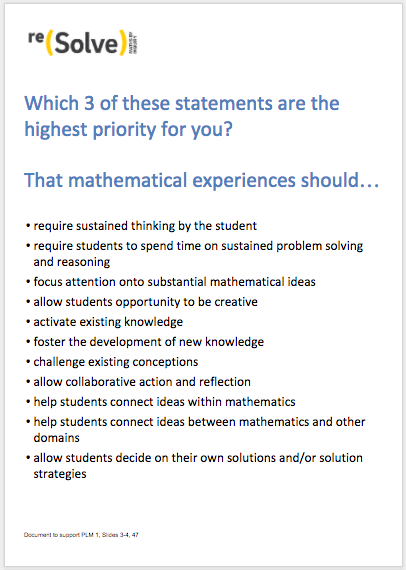 re(Solve)
Which 3 of these statements are the
highest priority for you?
That mathematical experiences should...
• require sustained thinking by the student
• require students to spend time on sustained problem solving
and reasoning
• focus attention onto substantial mathematical ideas
• allow students opportunity to be creative
• activate existing knowledge
• foster the development of new knowledge
• challenge existing conceptions
• allow collaborative action and reflection
• help students connect ideas within mathematics
• help students connect ideas between mathematics and other
domains
• allow students decide on their own solutions and/or solution
strategies
Document to support PLM 1, Slides 3-4, 47